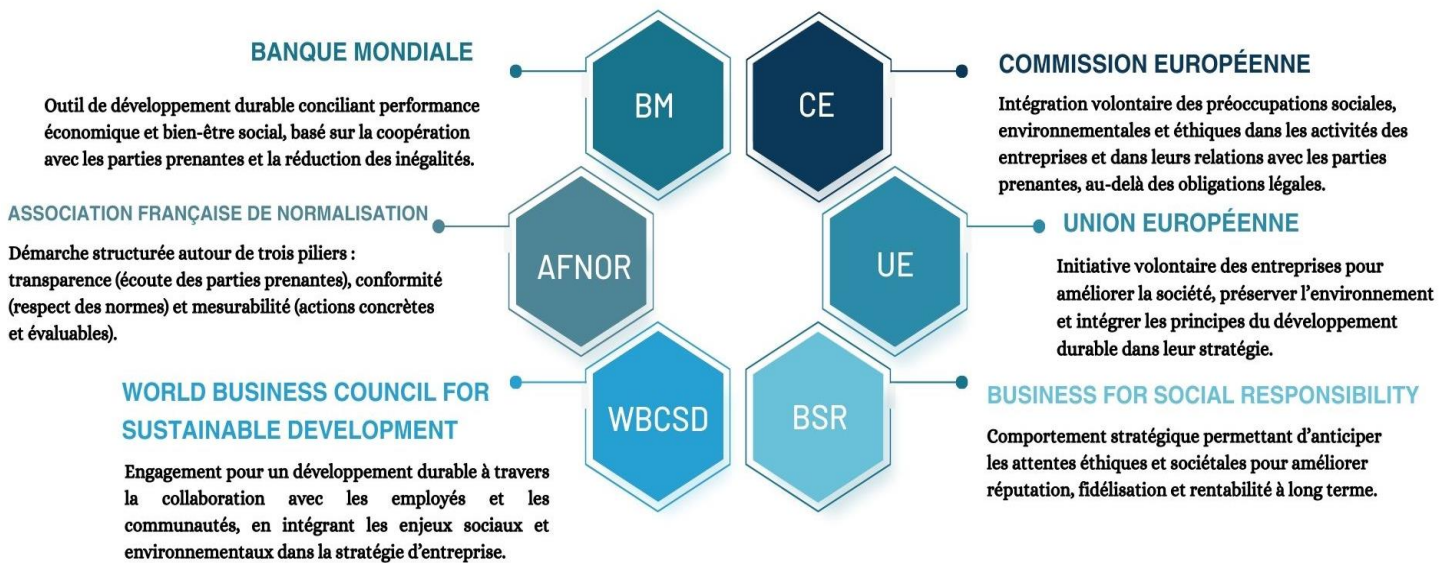 BANQUE MONDIALE
Outil de développement durable conciliant performance
économique et bien-être social, basé sur la coopération
avec les parties prenantes et la réduction des inégalités.
BM
CE
COMMISSION EUROPÉENNE
Intégration volontaire des préoccupations sociales,
environnementales et éthiques dans les activités des
entreprises et dans leurs relations avec les parties
prenantes, au-delà des obligations légales.
ASSOCIATION FRANÇAISE DE NORMALISATION
Démarche structurée autour de trois piliers :
transparence (écoute des parties prenantes), conformité
(respect des normes) et mesurabilité (actions concrètes
et évaluables).
AFNOR
UE
UNION EUROPÉENNE
Initiative volontaire des entreprises pour
améliorer la société, préserver l’environnement
et intégrer les principes du développement
durable dans leur stratégie.
WORLD BUSINESS COUNCIL FOR
SUSTAINABLE DEVELOPMENT
Engagement pour un développement durable à travers
la collaboration avec les employés et les
communautés, en intégrant les enjeux sociaux et
environnementaux dans la stratégie d’entreprise.
WBCSD
BSR
BUSINESS FOR SOCIAL RESPONSIBILITY
Comportement stratégique permettant d’anticiper
les attentes éthiques et sociétales pour améliorer
réputation, fidélisation et rentabilité à long terme.